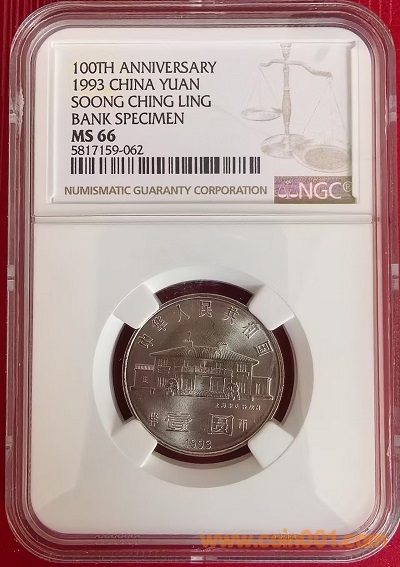 100TH ANNIVERSARY
1993 CHINA YUAN
SOONG CHING LING
BANK SPECIMEN
MS 66
5817159-062
NUMISMATIC GUARANTY CORPORATION
NGC®
中华人民共和国
壹圆
1993
www.coin001.com